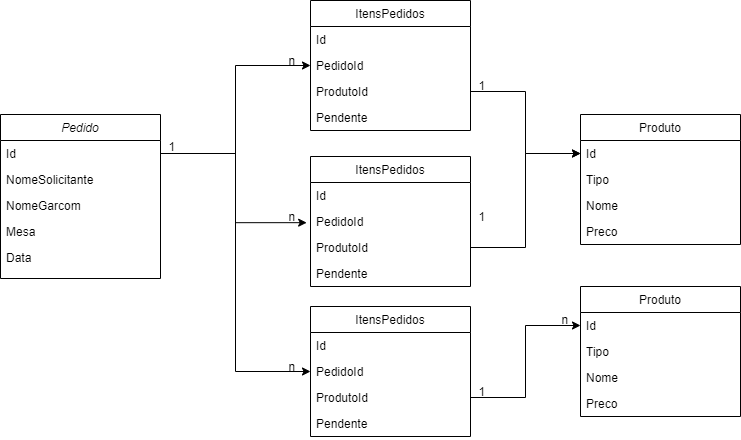 Pedido
Id
NomeSolicitante
NomeGarcom
Mesa
Data
1
n
n
n
ItensPedidos
Id
PedidoId
ProdutoId
Pendente
ItensPedidos
Id
PedidoId
ProdutoId
Pendente
ItensPedidos
Id
PedidoId
ProdutoId
Pendente
1
1
1
n
Produto
Id
Tipo
Nome
Preco
Produto
Id
Tipo
Nome
Preco